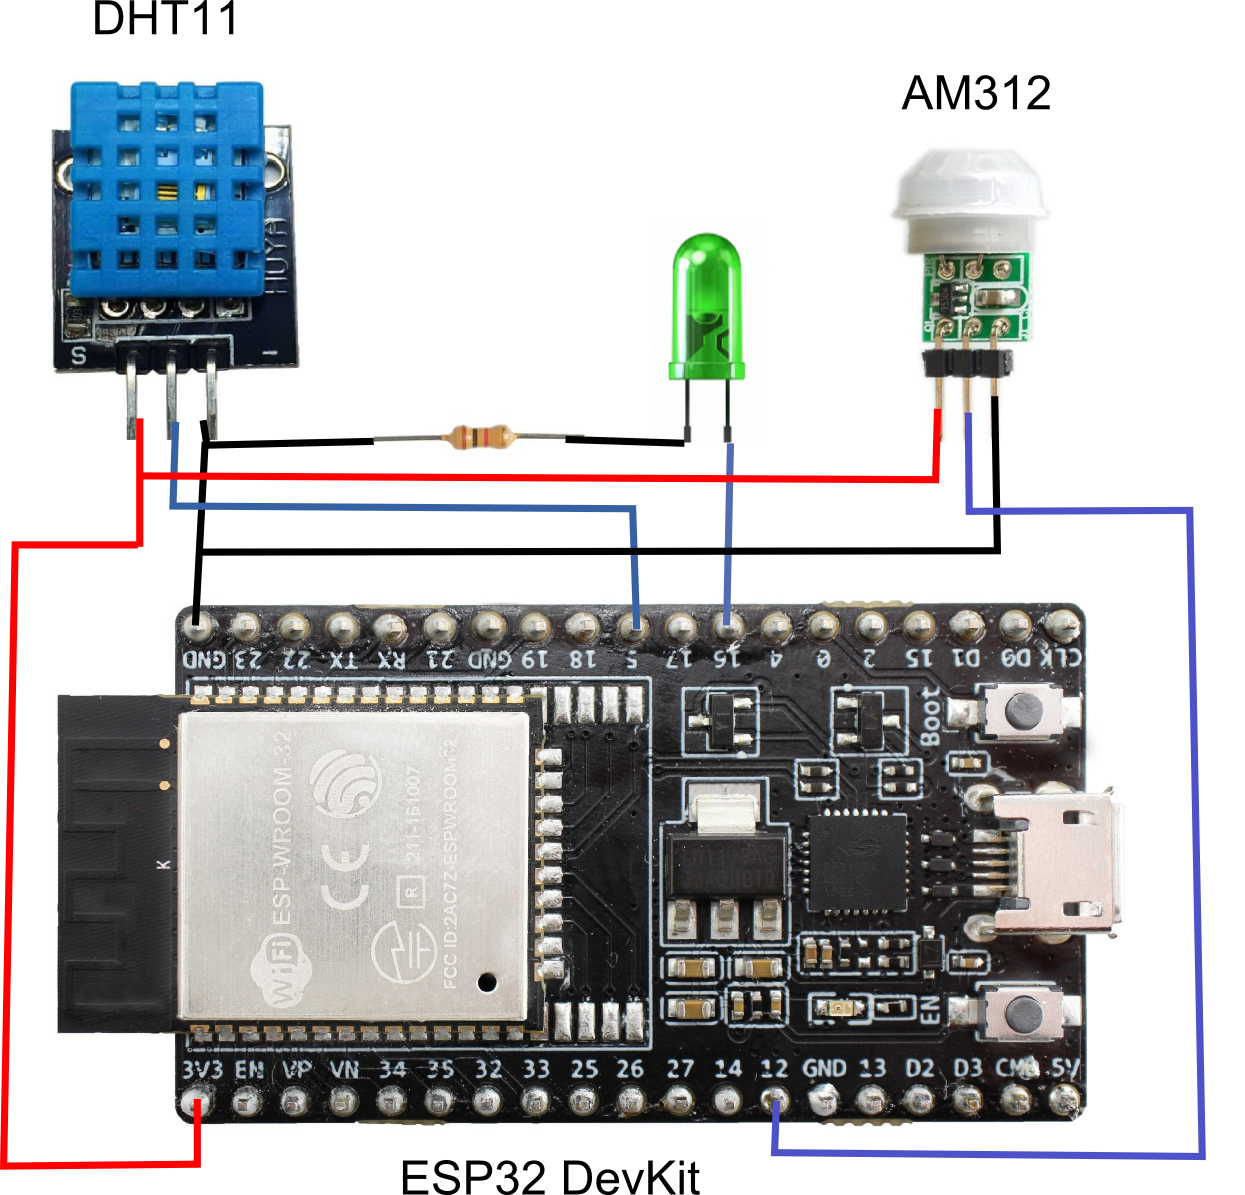 DHT11
AM312
S
GND 23 22 TX RX 21 GND 19 18 5 17 16 4 0 2 15 D1 D0 CLK
Boot
ESP-WROOM-32
CE
R
211-161007
FCC ID:2AC7Z-ESPWROOM32
WiFi
K
EN
3V3 EN VP VN 34 35 32 33 25 26 27 14 12 GND 13 D2 D3 CMD 5V
ESP32 DevKit